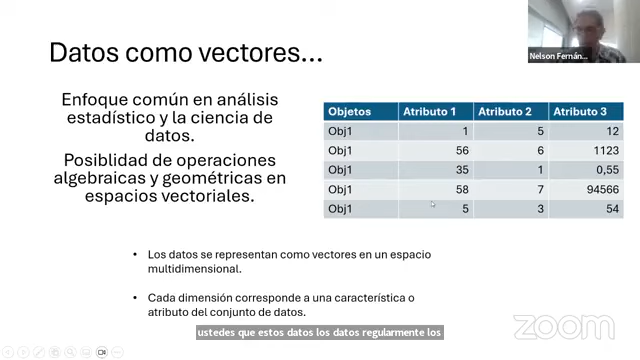 Datos como vectores...
Nelson Fernán...
Enfoque común en análisis
estadístico y la ciencia de
datos.
Posiblidad de operaciones
algebraicas y geométricas en
espacios vectoriales.
Objetos Atributo 1 Atributo 2 Atributo 3
Obj1 1 5 12
Obj1 56 6 1123
Obj1 35 1 0,55
Obj1 58 7 94566
Obj1 5 3 54
• Los datos se representan como vectores en un espacio
multidimensional.
• Cada dimensión corresponde a una característica o
atributo del conjunto de datos.
ustedes que estos datos los datos regularmente los
zoom